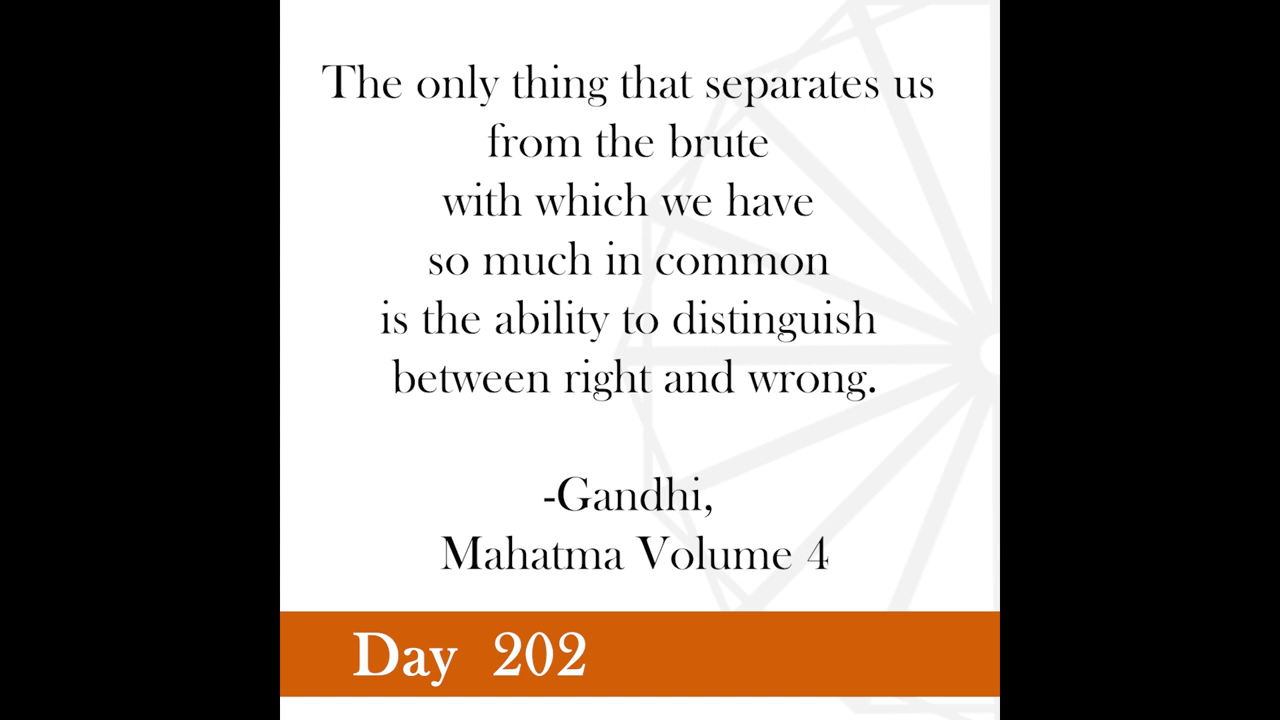 The only thing that separates us
from the brute
with which we have
so much in common
is the ability to distinguish
between right and wrong.
-Gandhi,
Mahatma Volume 4
Day 202